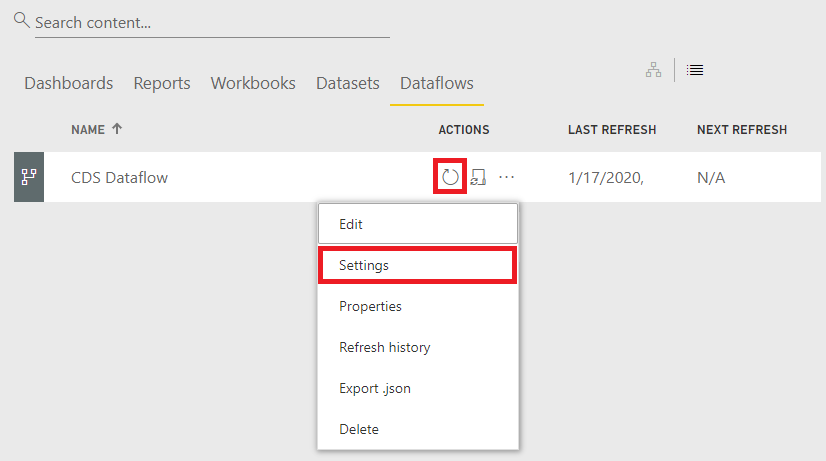 Search content...
Dashboards Reports Workbooks Datasets Dataflows
NAME ACTIONS LAST REFRESH NEXT REFRESH
CDS Dataflow 1/17/2020, N/A
Edit
Settings
Properties
Refresh history
Export .json
Delete